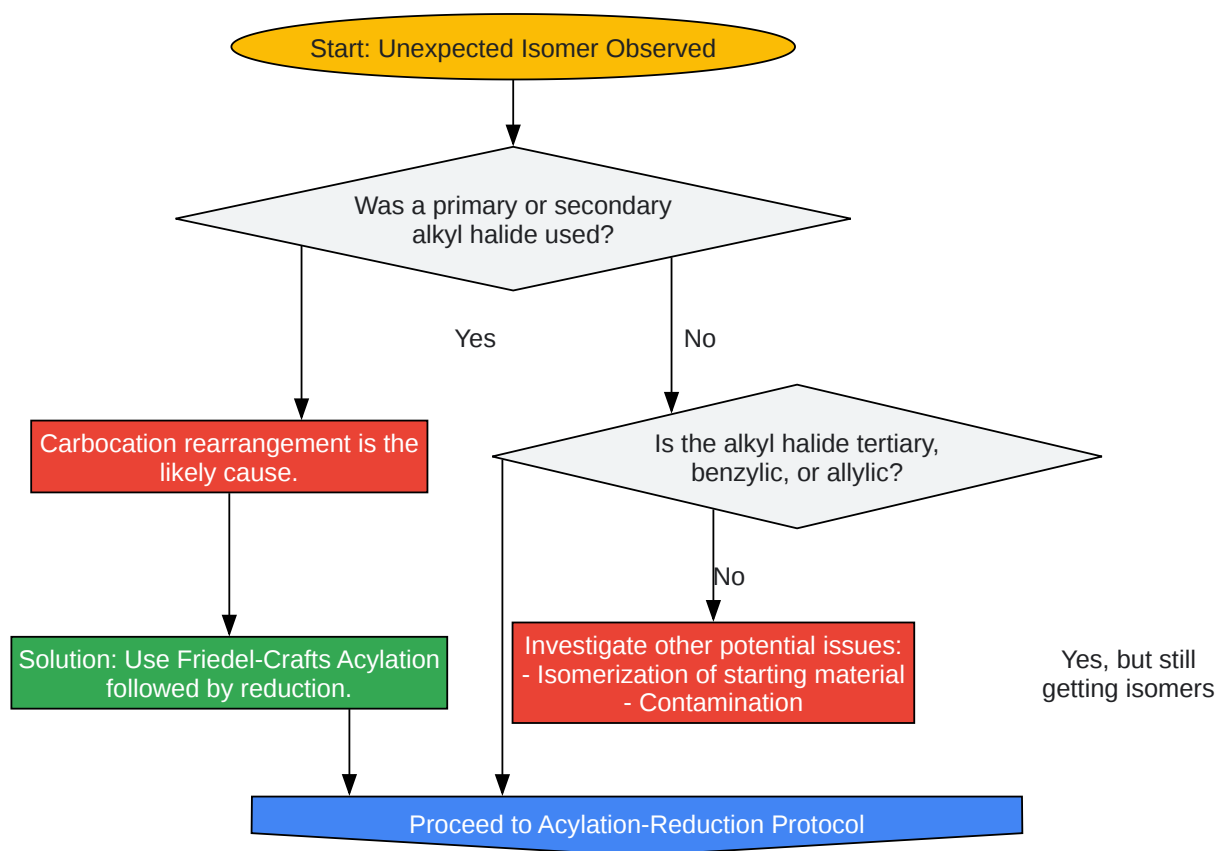 Start: Unexpected Isomer Observed
Was a primary or secondary
alkyl halide used?
Yes
No
Carbocation rearrangement is the
likely cause.
Is the alkyl halide tertiary,
benzylic, or allylic?
No
Solution: Use Friedel-Crafts Acylation
followed by reduction.
Investigate other potential issues:
- Isomerization of starting material
- Contamination
Yes, but still
getting isomers
Proceed to Acylation-Reduction Protocol